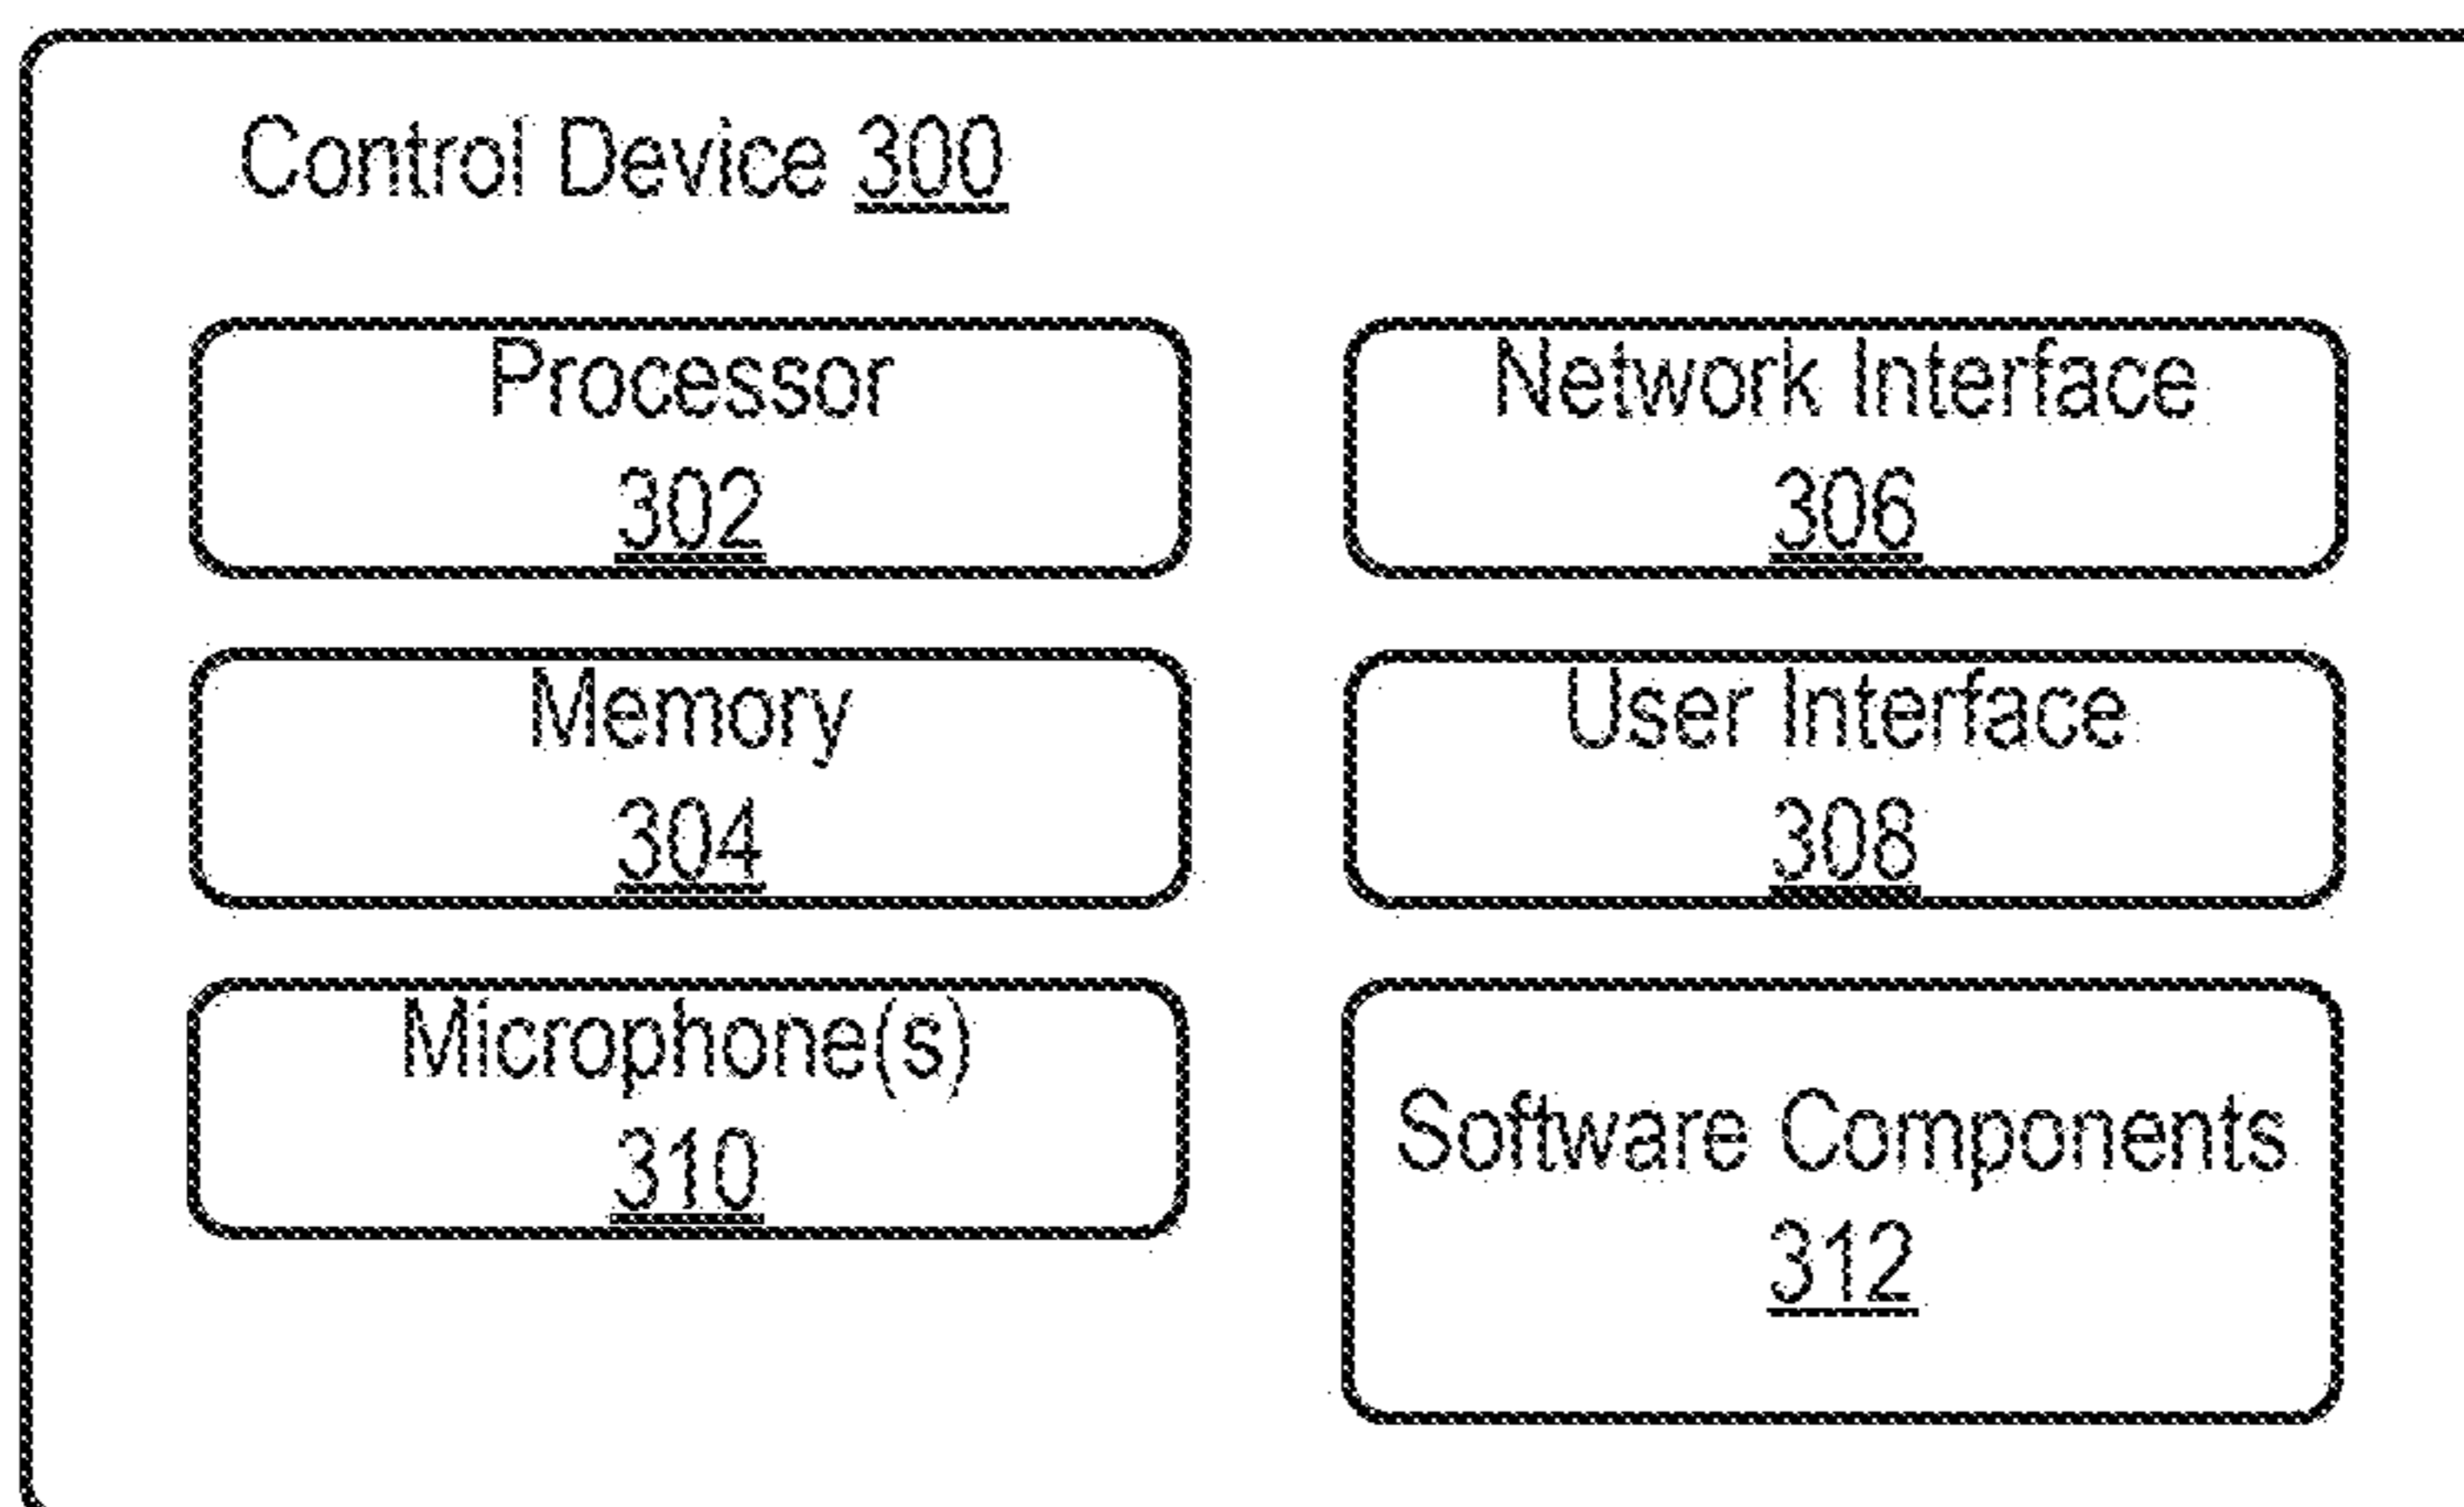 Control Device 300
Processor
302
Network Interface
306
Memory
304
User Interface
308
Microphone(s)
310
Software Components
312